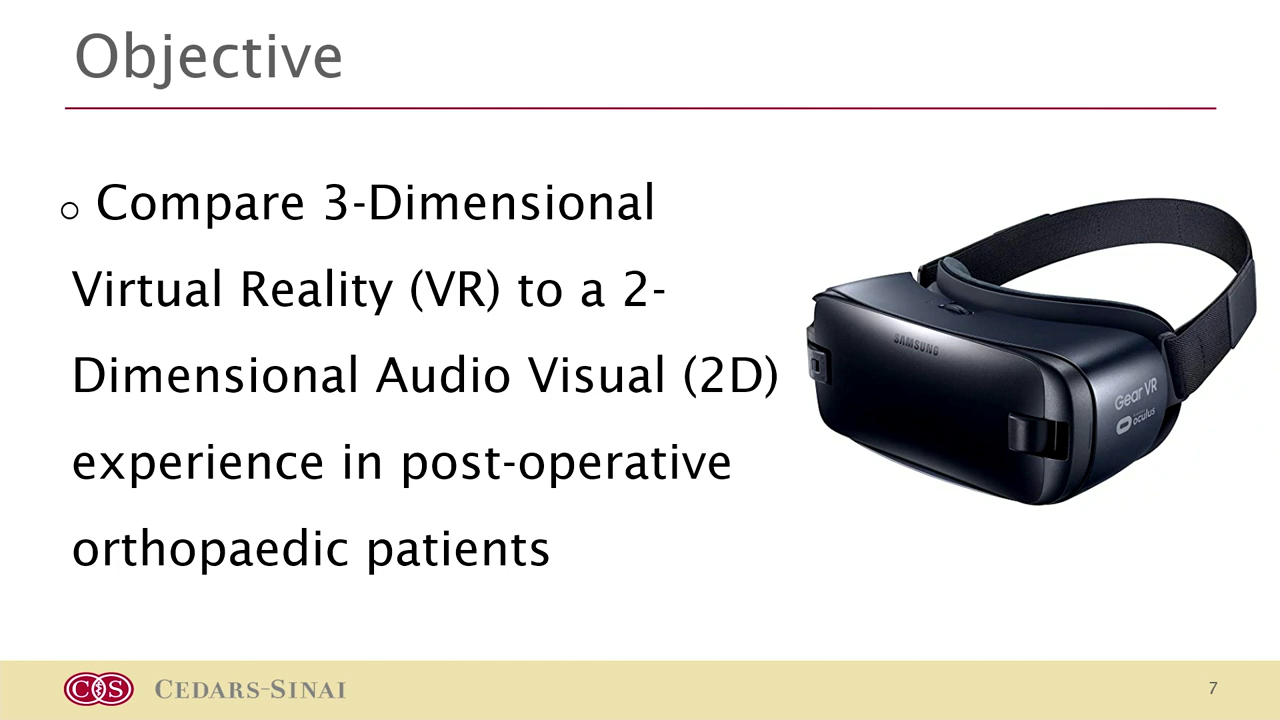 Objective
○ Compare 3-Dimensional
Virtual Reality (VR) to a 2-
Dimensional Audio Visual (2D)
experience in post-operative
orthopaedic patients
SAMSUNG
Gear VR
oculus
CS CEDARS-SINAI
7